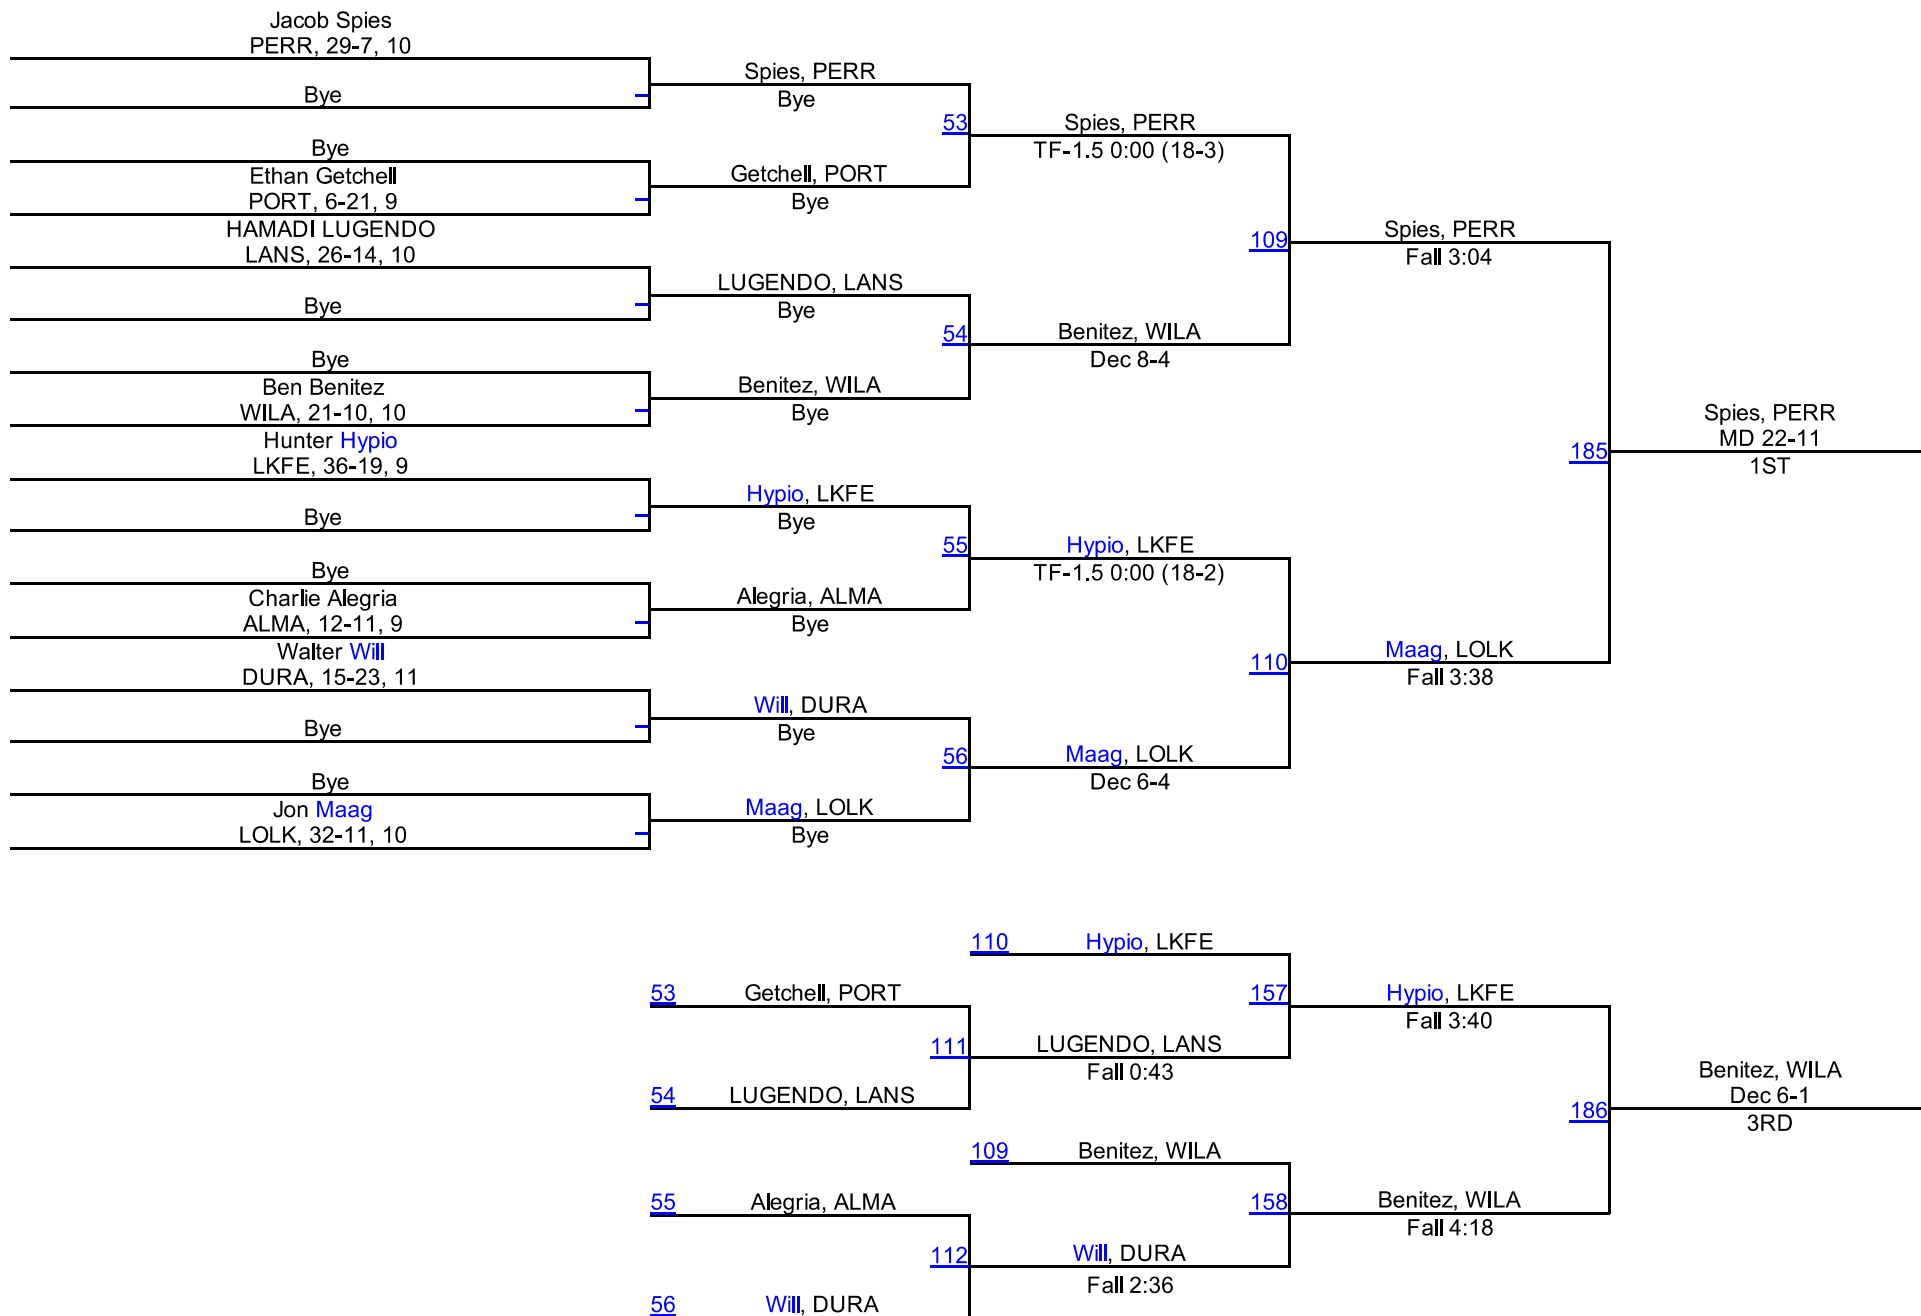 Jacob Spies
PERR, 29-7, 10
Spies, PERR
Bye
Bye
53
Spies, PERR
TF-1.5 0:00 (18-3)
Bye
Ethan Getchell
PORT, 6-21, 9
Getchell, PORT
Bye
HAMADI LUGENDO
LANS, 26-14, 10
109
Spies, PERR
Fall 3:04
LUGENDO, LANS
Bye
Bye
54
Benitez, WILA
Dec 8-4
Bye
Ben Benitez
WILA, 21-10, 10
Benitez, WILA
Bye
Hunter Hypio
LKFE, 36-19, 9
185
Spies, PERR
MD 22-11
1ST
Hypio, LKFE
Bye
Bye
55
Hypio, LKFE
TF-1.5 0:00 (18-2)
Bye
Charlie Alegria
ALMA, 12-11, 9
Alegria, ALMA
Bye
Walter Will
DURA, 15-23, 11
110
Maag, LOLK
Fall 3:38
Will, DURA
Bye
Bye
56
Maag, LOLK
Dec 6-4
Bye
Jon Maag
LOLK, 32-11, 10
Maag, LOLK
Bye
110 Hypio, LKFE
53 Getchell, PORT
157
Hypio, LKFE
Fall 3:40
111
LUGENDO, LANS
Fall 0:43
54 LUGENDO, LANS
186
Benitez, WILA
Dec 6-1
3RD
109 Benitez, WILA
55 Alegria, ALMA
158
Benitez, WILA
Fall 4:18
112
Will, DURA
Fall 2:36
56 Will, DURA